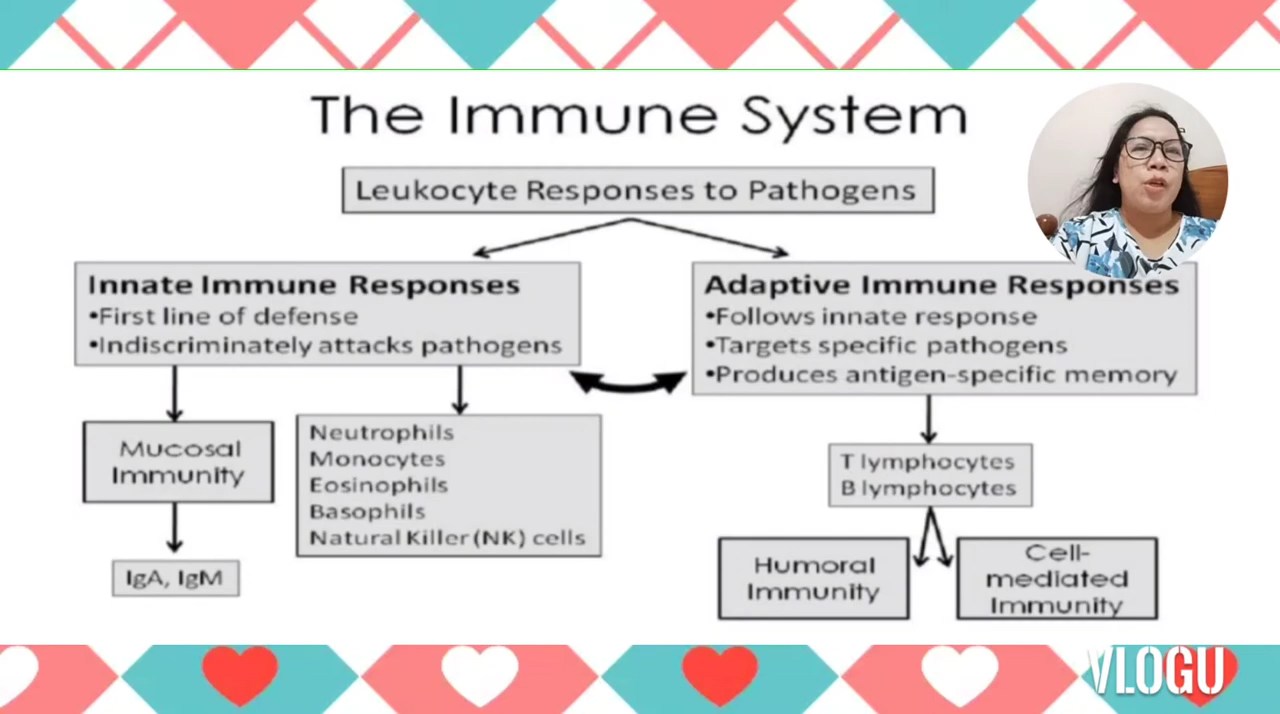 The Immune System
Leukocyte Responses to Pathogens
Innate Immune Responses
•First line of defense
•Indiscriminately attacks pathogens
Adaptive Immune Responses
•Follows innate response
•Targets specific pathogens
•Produces antigen-specific memory
Mucosal
Immunity
IgA, IgM
Neutrophils
Monocytes
Eosinophils
Basophils
Natural Killer (NK) cells
T lymphocytes
B lymphocytes
Humoral
Immunity
Cell-
mediated
Immunity
VLOGU